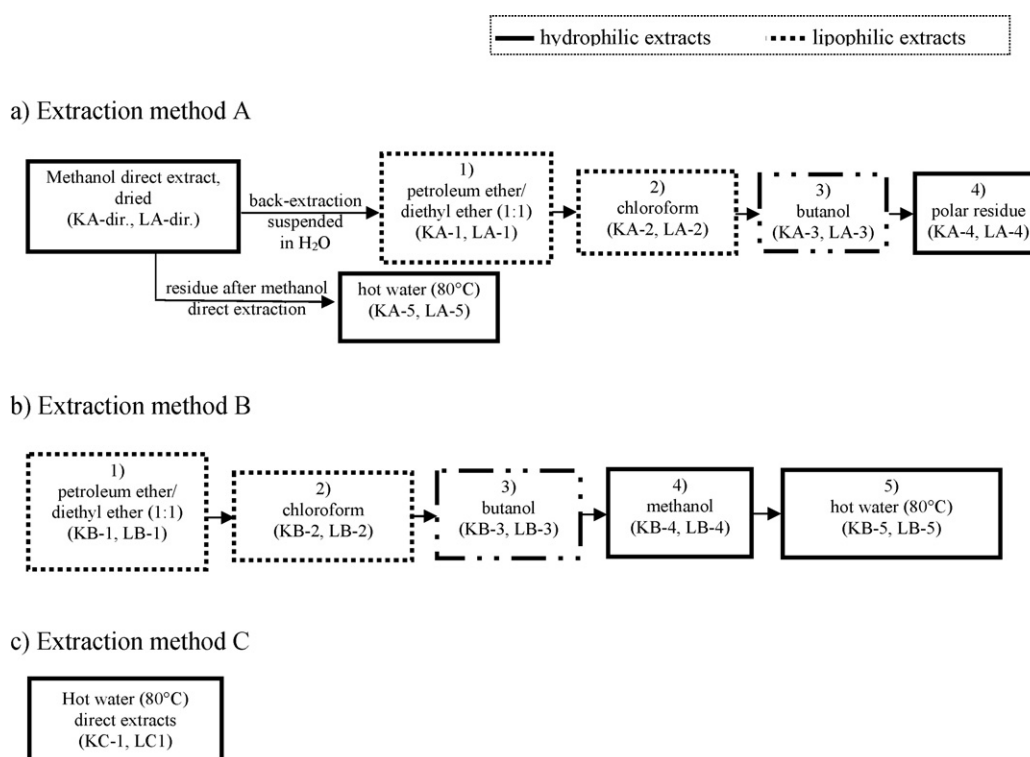 hydrophilic extracts
lipophilic extracts
a) Extraction method A
Methanol direct extract,
dried
(KA-dir., LA-dir.)
back-extraction
suspended
in H₂O
1)
petroleum ether/
diethyl ether (1:1)
(KA-1, LA-1)
2)
chloroform
(KA-2, LA-2)
3)
butanol
(KA-3, LA-3)
4)
polar residue
(KA-4, LA-4)
residue after methanol
direct extraction
hot water (80°C)
(KA-5, LA-5)
b) Extraction method B
1)
petroleum ether/
diethyl ether (1:1)
(KB-1, LB-1)
2)
chloroform
(KB-2, LB-2)
3)
butanol
(KB-3, LB-3)
4)
methanol
(KB-4, LB-4)
5)
hot water (80°C)
(KB-5, LB-5)
c) Extraction method C
Hot water (80°C)
direct extracts
(KC-1, LC1)